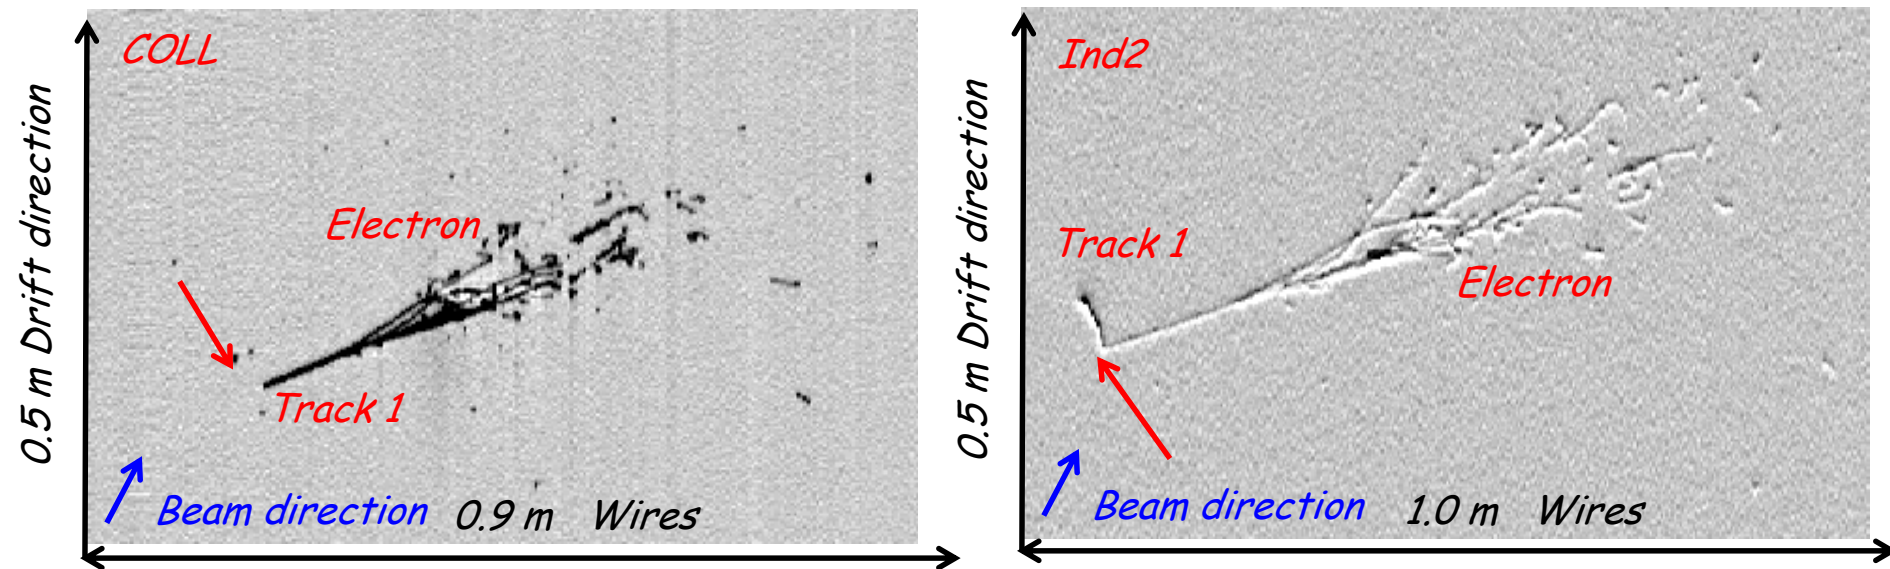 COLL
0.5 m Drift direction
Electron
Track 1
Beam direction
0.9 m Wires
Ind2
0.5 m Drift direction
Track 1
Electron
Beam direction
1.0 m Wires